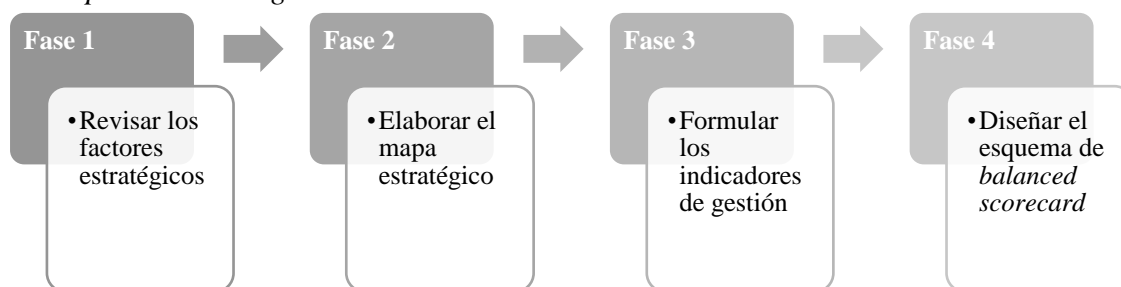 Fase 1
Fase 2
Fase 3
Fase 4
•Revisar los
factores
estratégicos
•Elaborar el
mapa
estratégico
•Formular
los
indicadores
de gestión
•Diseñar el
esquema de
balanced
scorecard